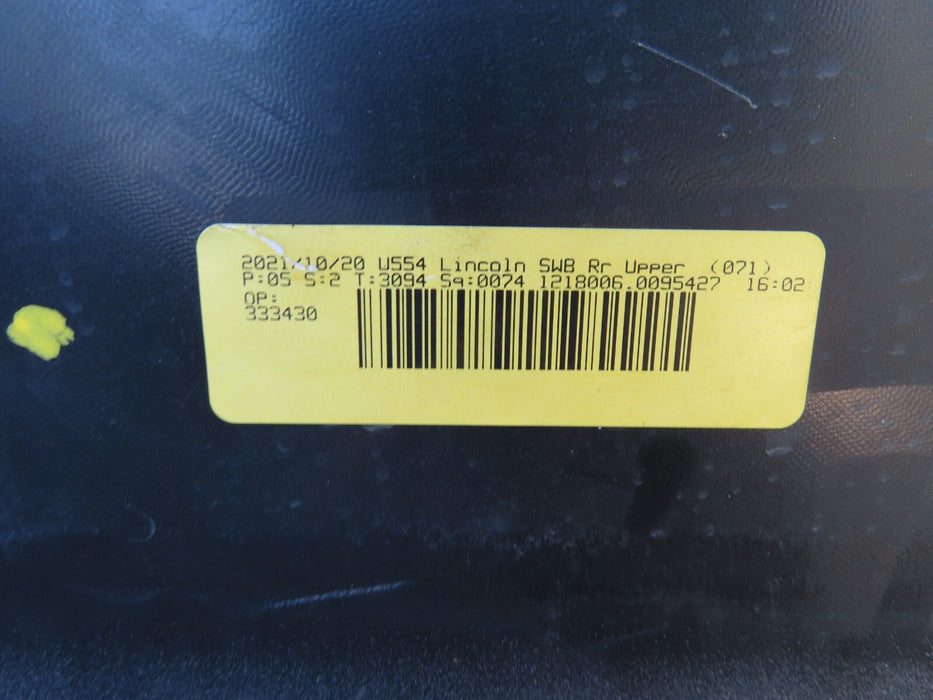 2021/10/20 U554 Lincoln SWB Rr Upper (071)
P:05 S:2 T:3094 Sq:0074 1218006.0095427 16:02
OP:
333430